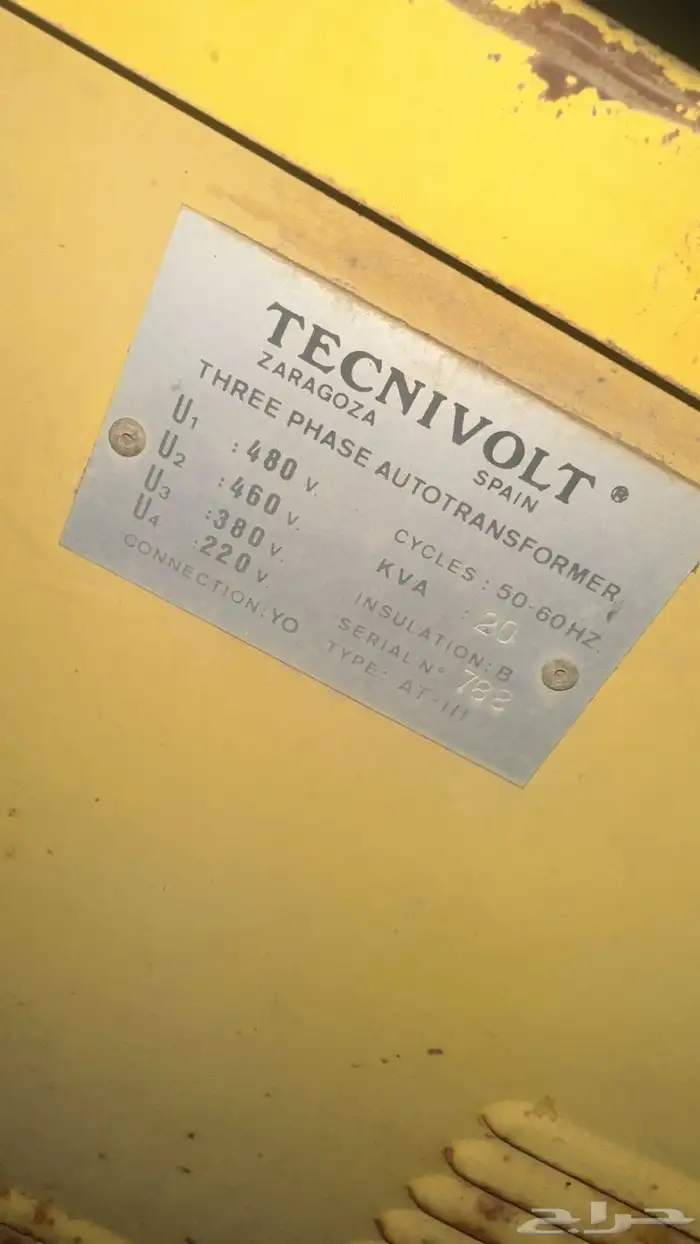 TECNIVOLT ®
ZARAGOZA SPAIN
THREE PHASE AUTOTRANSFORMER
U1 : 480 V.
U2 : 460 V.
U3 : 380 V.
U4 : 220 V.
CONNECTION: YO
CYCLES : 50-60 HZ.
KVA : 20
INSULATION: B
SERIAL Nº 788
TYPE: AT-III
حراج